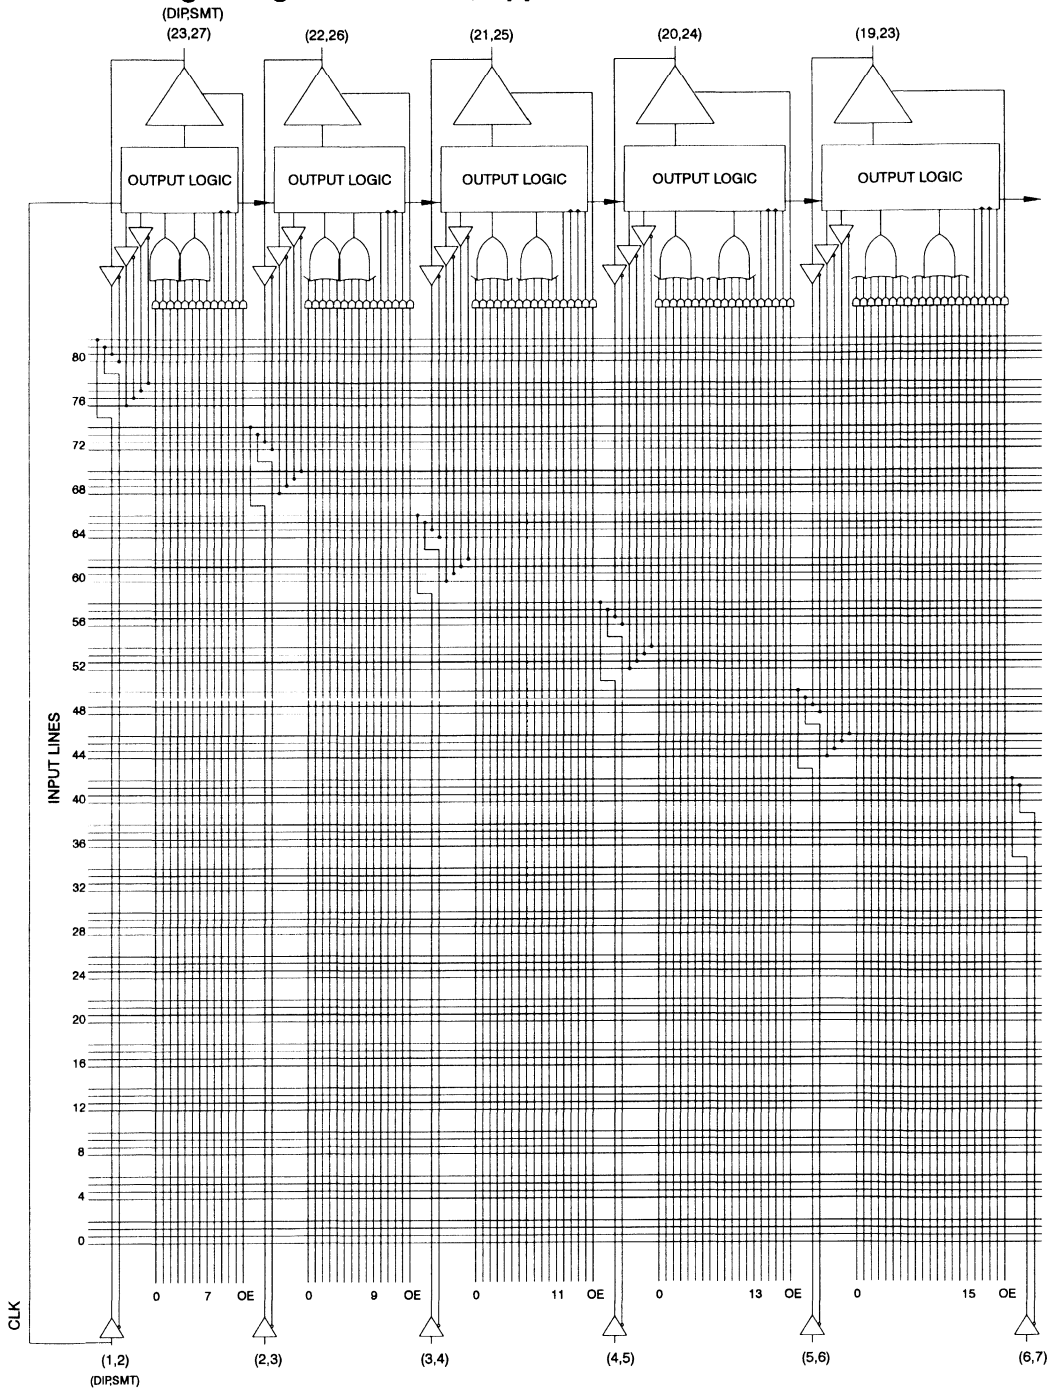 (DIP,SMT)
(23,27) (22,26) (21,25) (20,24) (19,23)
OUTPUT LOGIC OUTPUT LOGIC OUTPUT LOGIC OUTPUT LOGIC OUTPUT LOGIC
80
76
72
68
64
60
56
52
48
44
40
36
32
28
24
20
16
12
8
4
0
INPUT LINES
0 7 OE 0 9 OE 0 11 OE 0 13 OE 0 15 OE
CLK
(1,2) (2,3) (3,4) (4,5) (5,6) (6,7)
(DIP,SMT)